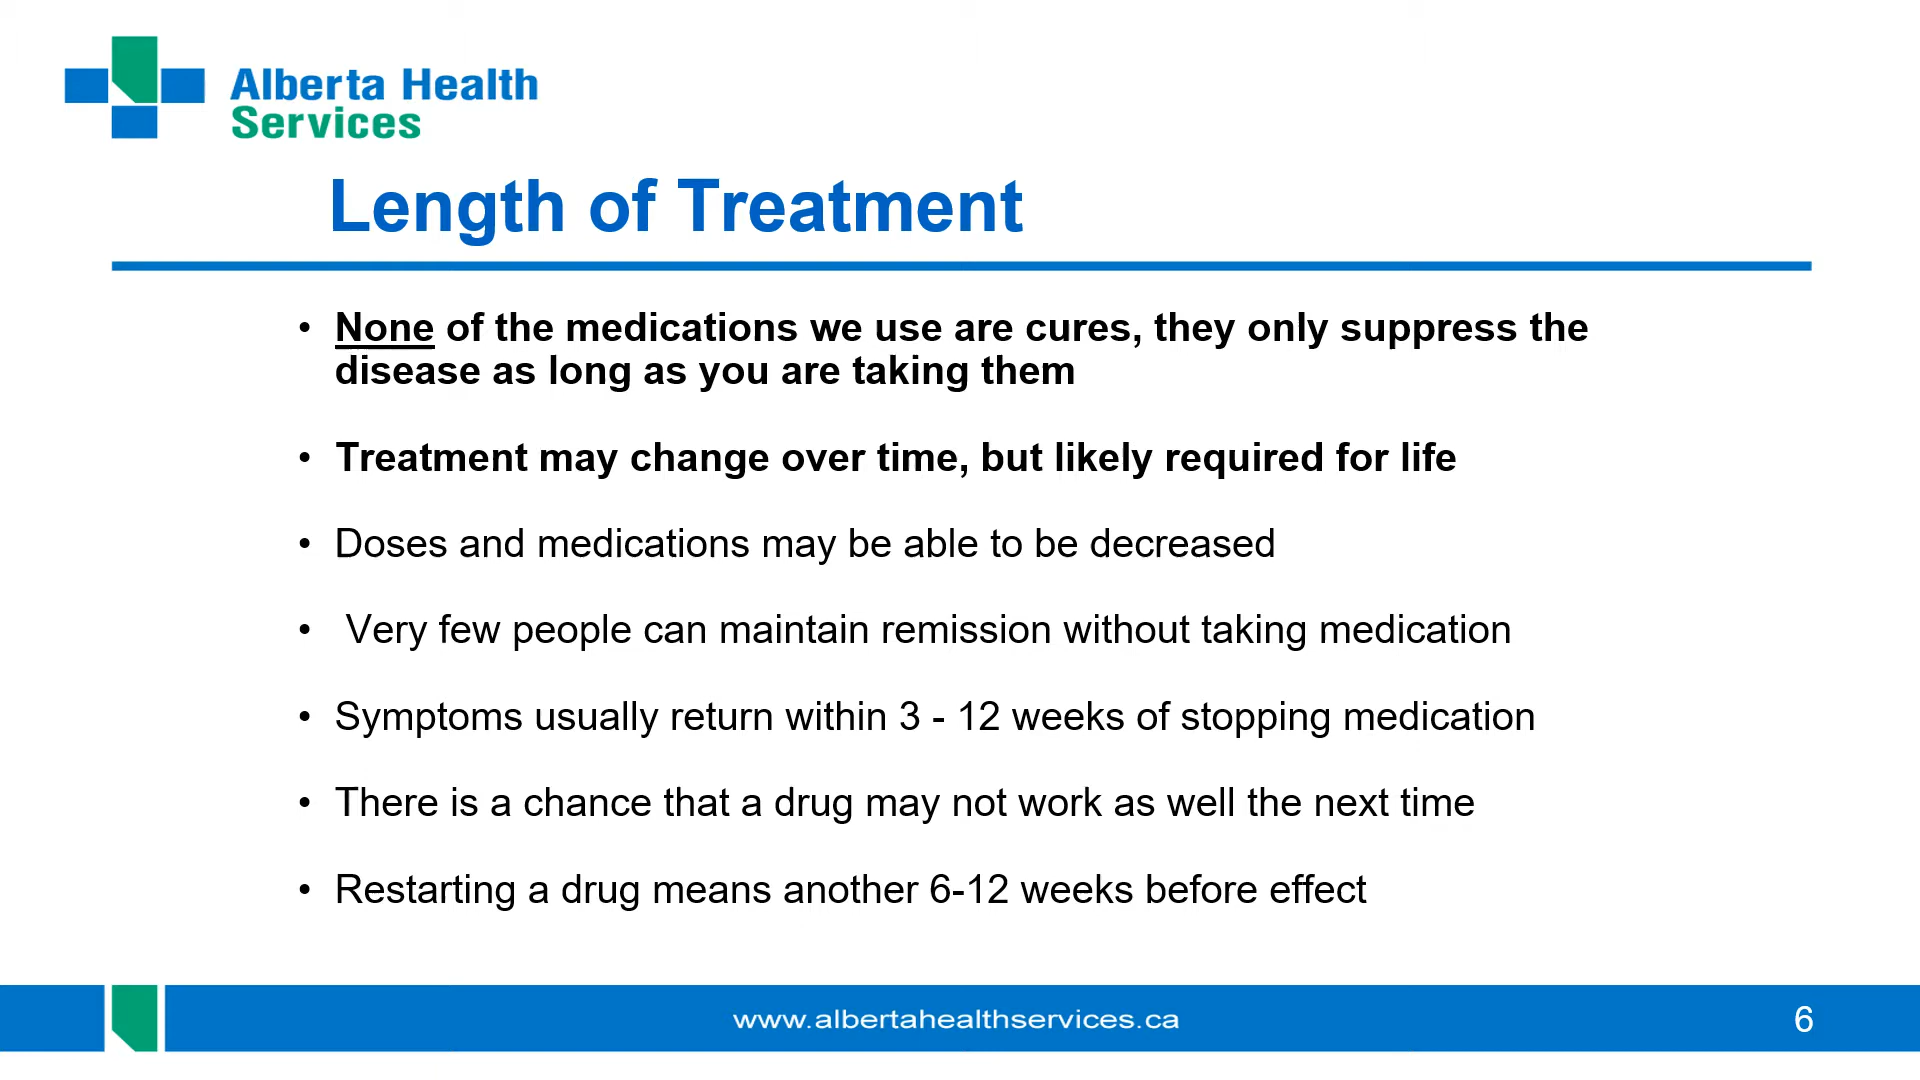 Alberta Health
Services
Length of Treatment
• None of the medications we use are cures, they only suppress the
disease as long as you are taking them
• Treatment may change over time, but likely required for life
• Doses and medications may be able to be decreased
• Very few people can maintain remission without taking medication
• Symptoms usually return within 3 - 12 weeks of stopping medication
• There is a chance that a drug may not work as well the next time
• Restarting a drug means another 6-12 weeks before effect
www.albertahealthservices.ca
6